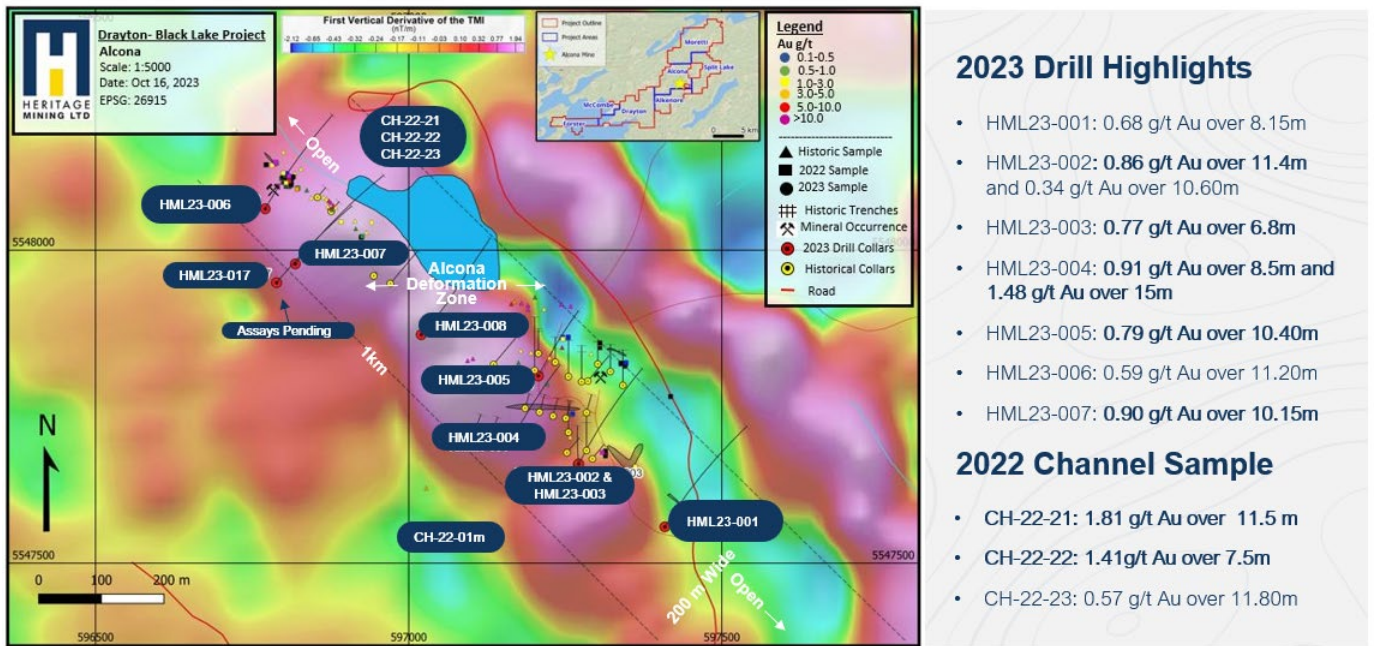 HERITAGE
MINING LTD
Drayton- Black Lake Project
Alcona
Scale: 1:5000
Date: Oct 16, 2023
EPSG: 26915
First Vertical Derivative of the TMI
(nT/m)
-2.12 -0.65 -0.43 -0.27 -0.17 -0.11 -0.03 0.10 0.32 0.77 1.94
Project Outline
Project Areas
Alcona Mine
Moretti
Split Lake
Alcona
McCombe
Alkenore
Drayton
Forster
0 5 km
Legend
Au g/t
0.1-0.5
0.5-1.0
1.0-3.0
3.0-5.0
5.0-10.0
>10.0
Historic Sample
2022 Sample
2023 Sample
Historic Trenches
Mineral Occurrence
2023 Drill Collars
Historical Collars
Road
Open
CH-22-21
CH-22-22
CH-22-23
HML23-006
5548000
5548000
HML23-007
HML23-017
Alcona
Deformation
Zone
Assays Pending
HML23-008
1km
HML23-005
HML23-004
HML23-002 &
HML23-003
HML23-001
CH-22-01m
N
5547500
5547500
200 m Wide
Open
0 100 200 m
596500
597000
597500
2023 Drill Highlights
• HML23-001: 0.68 g/t Au over 8.15m
• HML23-002: 0.86 g/t Au over 11.4m
and 0.34 g/t Au over 10.60m
• HML23-003: 0.77 g/t Au over 6.8m
• HML23-004: 0.91 g/t Au over 8.5m and
1.48 g/t Au over 15m
• HML23-005: 0.79 g/t Au over 10.40m
• HML23-006: 0.59 g/t Au over 11.20m
• HML23-007: 0.90 g/t Au over 10.15m
2022 Channel Sample
• CH-22-21: 1.81 g/t Au over 11.5 m
• CH-22-22: 1.41g/t Au over 7.5m
• CH-22-23: 0.57 g/t Au over 11.80m